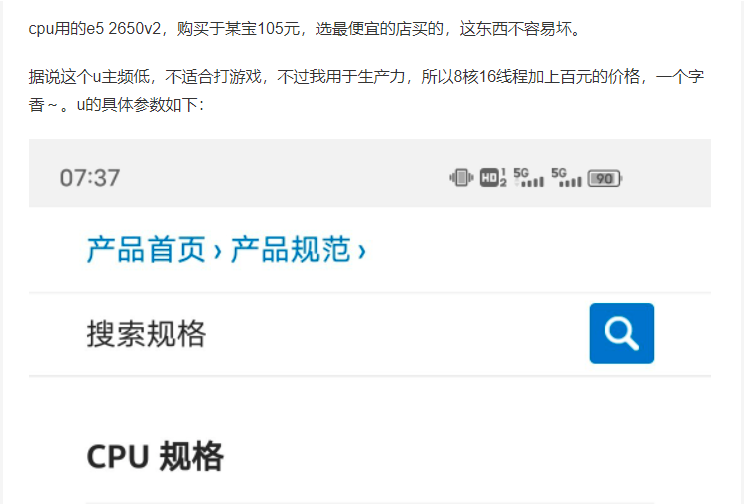 cpu用的e5 2650v2，购买于某宝105元，选最便宜的店买的，这东西不容易坏。
据说这个u主频低，不适合打游戏，不过我用于生产力，所以8核16线程加上百元的价格，一个字
香～。u的具体参数如下：
07:37 HD 1 2 5G 5G 90
产品首页 › 产品规范 ›
搜索规格
CPU 规格